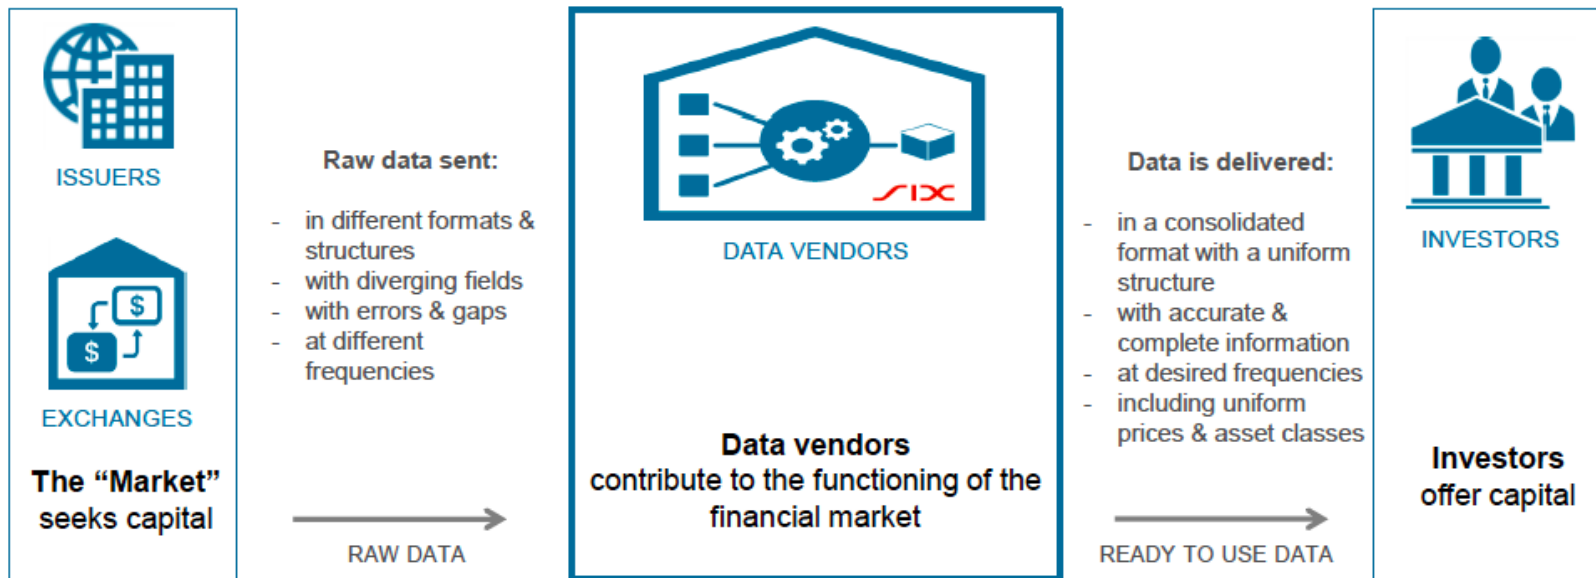 ISSUERS
$
$
EXCHANGES
The “Market”
seeks capital
Raw data sent:
- in different formats &
structures
- with diverging fields
- with errors & gaps
- at different
frequencies
RAW DATA
SIX
DATA VENDORS
Data vendors
contribute to the functioning of the
financial market
Data is delivered:
- in a consolidated
format with a uniform
structure
- with accurate &
complete information
- at desired frequencies
- including uniform
prices & asset classes
READY TO USE DATA
INVESTORS
Investors
offer capital